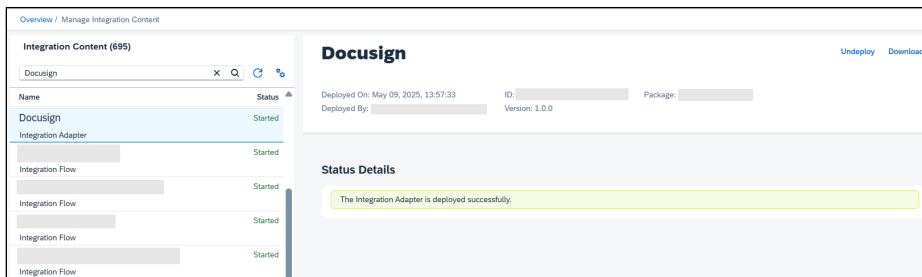 Overview / Manage Integration Content
Integration Content (695)
Docusign
Name Status
Docusign Started
Integration Adapter
Started
Integration Flow
Started
Integration Flow
Started
Integration Flow
Started
Integration Flow
Docusign
Undeploy Download
Deployed On: May 09, 2025, 13:57:33 ID: Package:
Deployed By: Version: 1.0.0
Status Details
The Integration Adapter is deployed successfully.